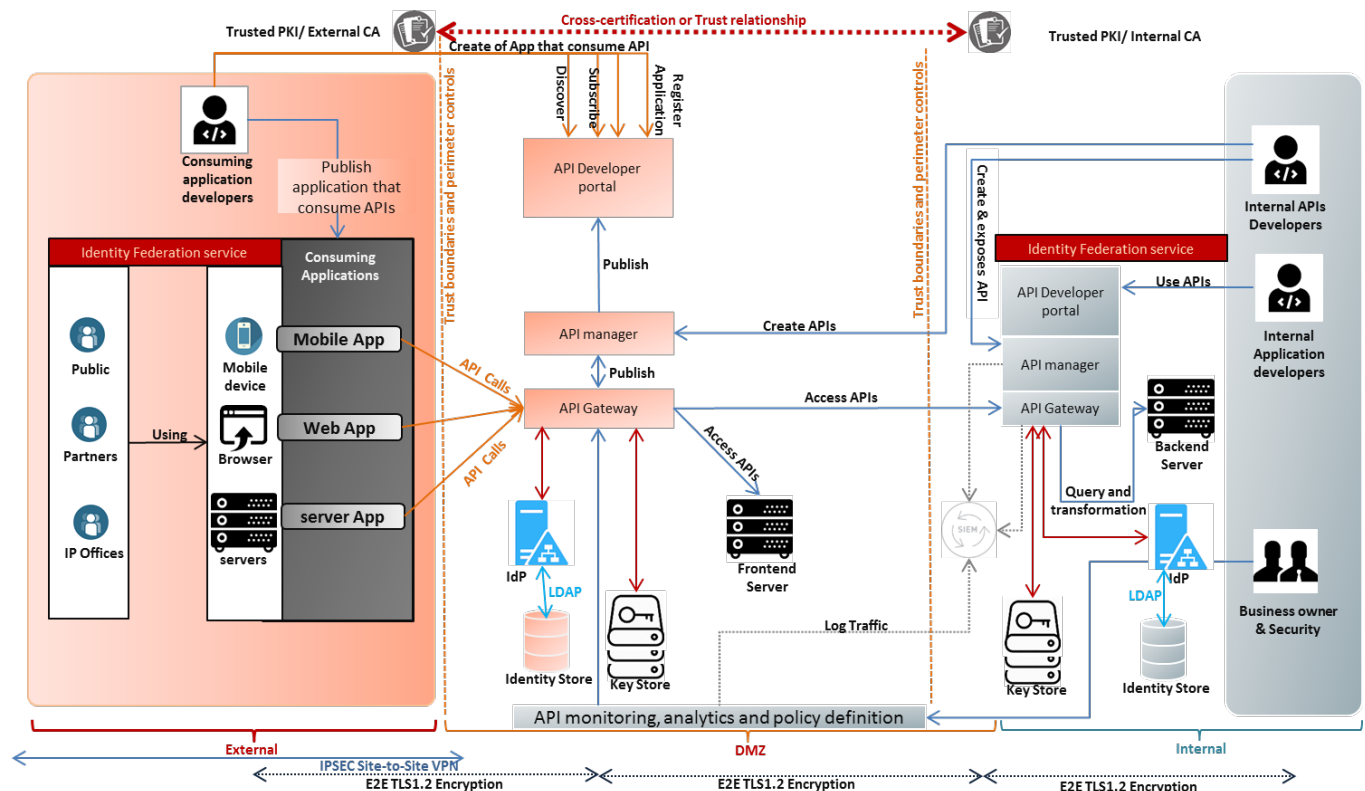 Cross-certification or Trust relationship
Trusted PKI/ External CA
Trusted PKI/ Internal CA
Create of App that consume API
Discover
Subscribe
Register
Application
Trust boundaries and perimeter controls
Trust boundaries and perimeter controls
Consuming
application
developers
Publish
application that
consume APIs
API Developer
portal
Create & exposes API
Internal APIs
Developers
Identity Federation service
Consuming
Applications
Identity Federation service
Publish
API Developer
portal
Use APIs
Internal
Application
developers
Public
Mobile
device
Mobile App
API manager
Create APIs
API Calls
Publish
API manager
Partners
Using
Browser
Web App
API Gateway
Access APIs
API Gateway
Access APIs
API Calls
Backend
Server
IP Offices
servers
server App
Query and
transformation
SIEM
IdP
Frontend
Server
IdP
LDAP
LDAP
Business owner
& Security
Log Traffic
Identity Store
Key Store
Key Store
Identity Store
API monitoring, analytics and policy definition
External
DMZ
Internal
IPSEC Site-to-Site VPN
E2E TLS1.2 Encryption
E2E TLS1.2 Encryption
E2E TLS1.2 Encryption